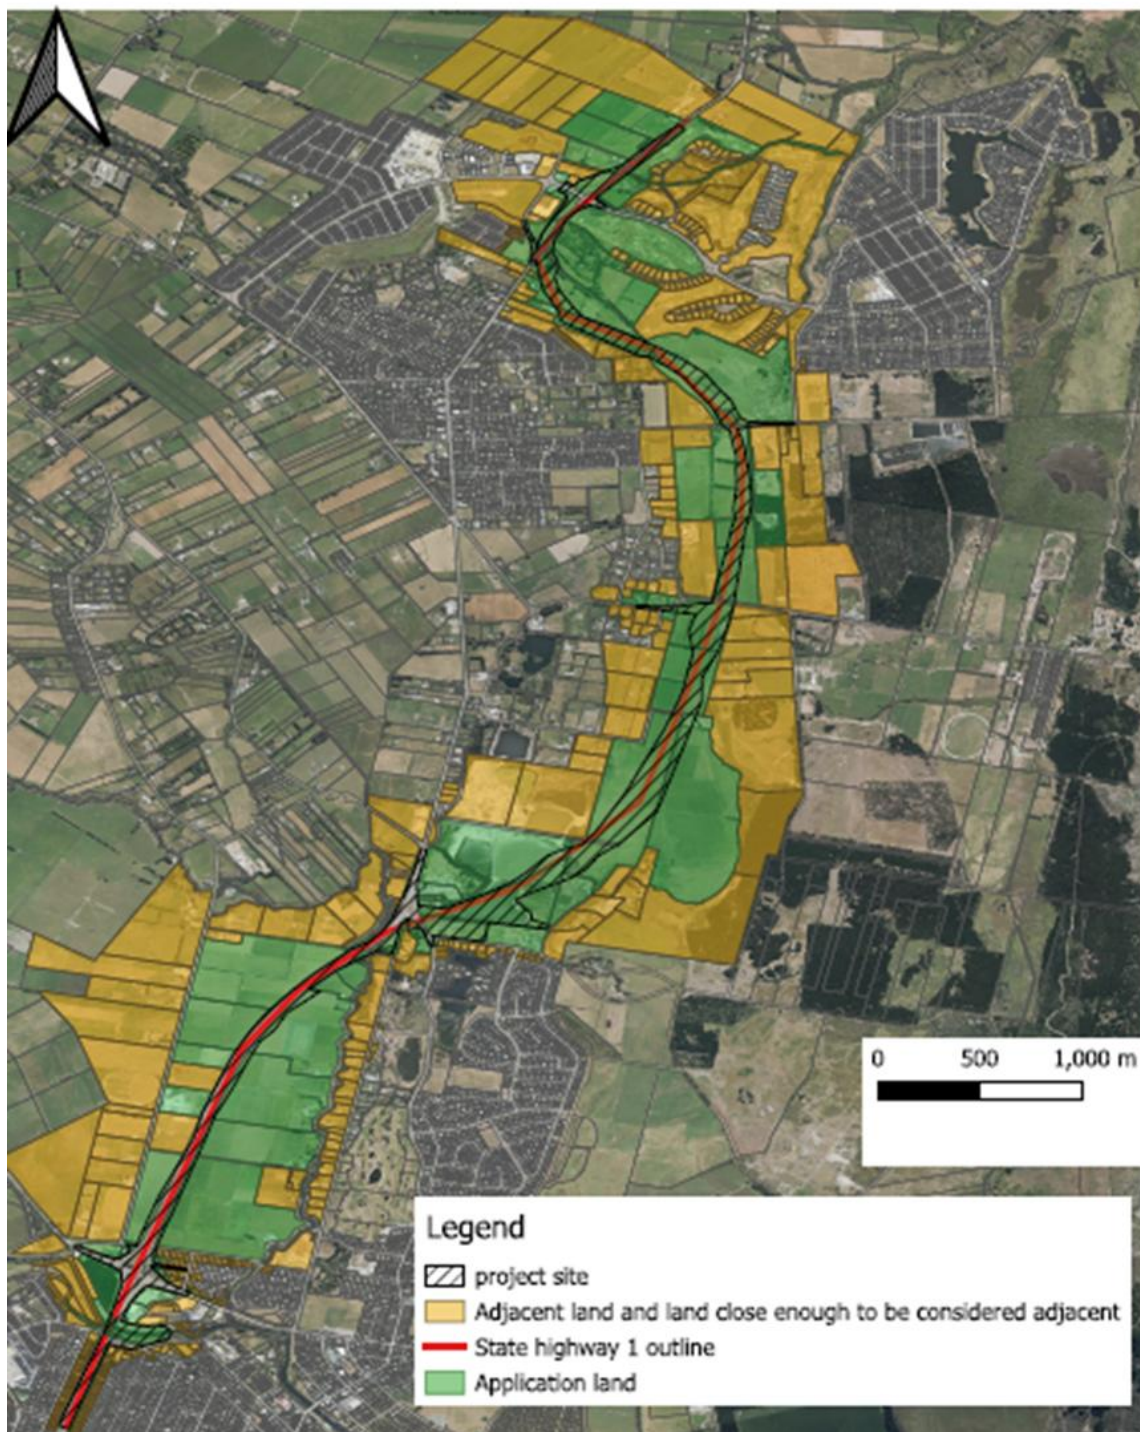 0 500 1,000 m
Legend
project site
Adjacent land and land close enough to be considered adjacent
State highway 1 outline
Application land